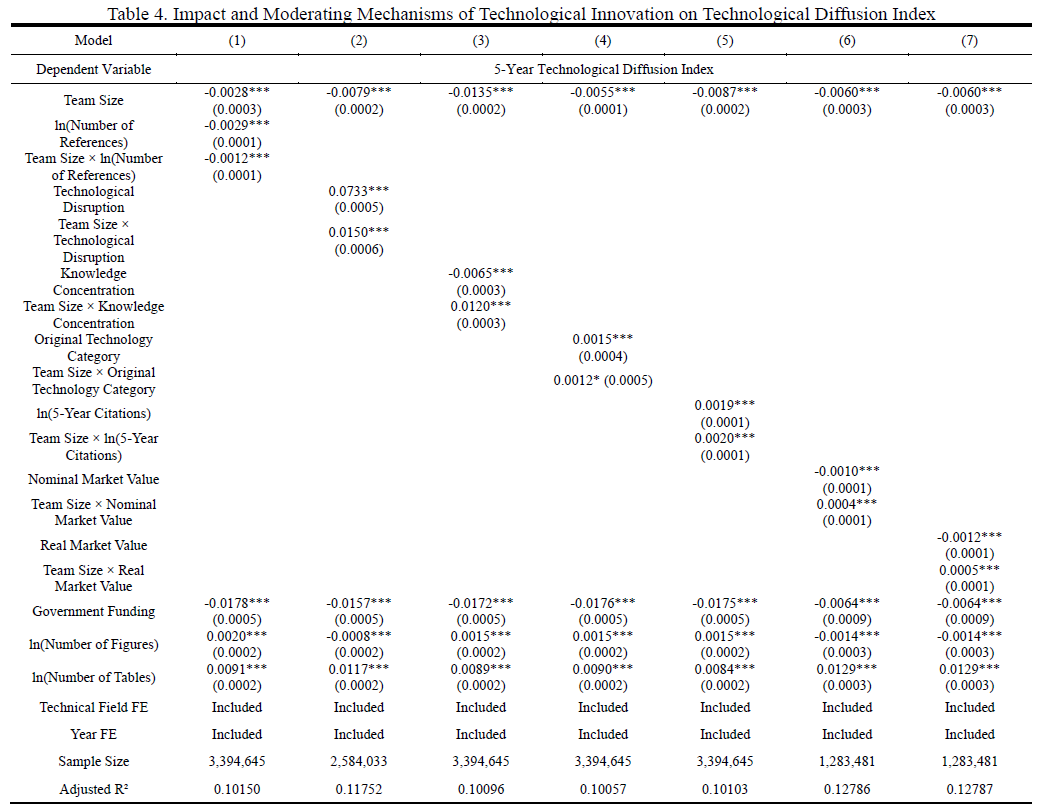 Table 4. Impact and Moderating Mechanisms of Technological Innovation on Technological Diffusion Index
Model (1) (2) (3) (4) (5) (6) (7)
Dependent Variable 5-Year Technological Diffusion Index
Team Size -0.0028*** -0.0079*** -0.0135*** -0.0055*** -0.0087*** -0.0060*** -0.0060***
(0.0003) (0.0002) (0.0002) (0.0001) (0.0002) (0.0003) (0.0003)
ln(Number of -0.0029***
References) (0.0001)
Team Size × ln(Number -0.0012***
of References) (0.0001)
Technological 0.0733***
Disruption (0.0005)
Team Size ×
Technological 0.0150***
Disruption (0.0006)
Knowledge -0.0065***
Concentration (0.0003)
Team Size × Knowledge 0.0120***
Concentration (0.0003)
Original Technology 0.0015***
Category (0.0004)
Team Size × Original
Technology Category 0.0012* (0.0005)
ln(5-Year Citations) 0.0019***
(0.0001)
Team Size × ln(5-Year 0.0020***
Citations) (0.0001)
Nominal Market Value -0.0010***
(0.0001)
Team Size × Nominal 0.0004***
Market Value (0.0001)
Real Market Value -0.0012***
(0.0001)
Team Size × Real 0.0005***
Market Value (0.0001)
Government Funding -0.0178*** -0.0157*** -0.0172*** -0.0176*** -0.0175*** -0.0064*** -0.0064***
(0.0005) (0.0005) (0.0005) (0.0005) (0.0005) (0.0009) (0.0009)
ln(Number of Figures) 0.0020*** -0.0008*** 0.0015*** 0.0015*** 0.0015*** -0.0014*** -0.0014***
(0.0002) (0.0002) (0.0002) (0.0002) (0.0002) (0.0003) (0.0003)
ln(Number of Tables) 0.0091*** 0.0117*** 0.0089*** 0.0090*** 0.0084*** 0.0129*** 0.0129***
(0.0002) (0.0002) (0.0002) (0.0002) (0.0002) (0.0003) (0.0003)
Technical Field FE Included Included Included Included Included Included Included
Year FE Included Included Included Included Included Included Included
Sample Size 3,394,645 2,584,033 3,394,645 3,394,645 3,394,645 1,283,481 1,283,481
Adjusted R² 0.10150 0.11752 0.10096 0.10057 0.10103 0.12786 0.12787